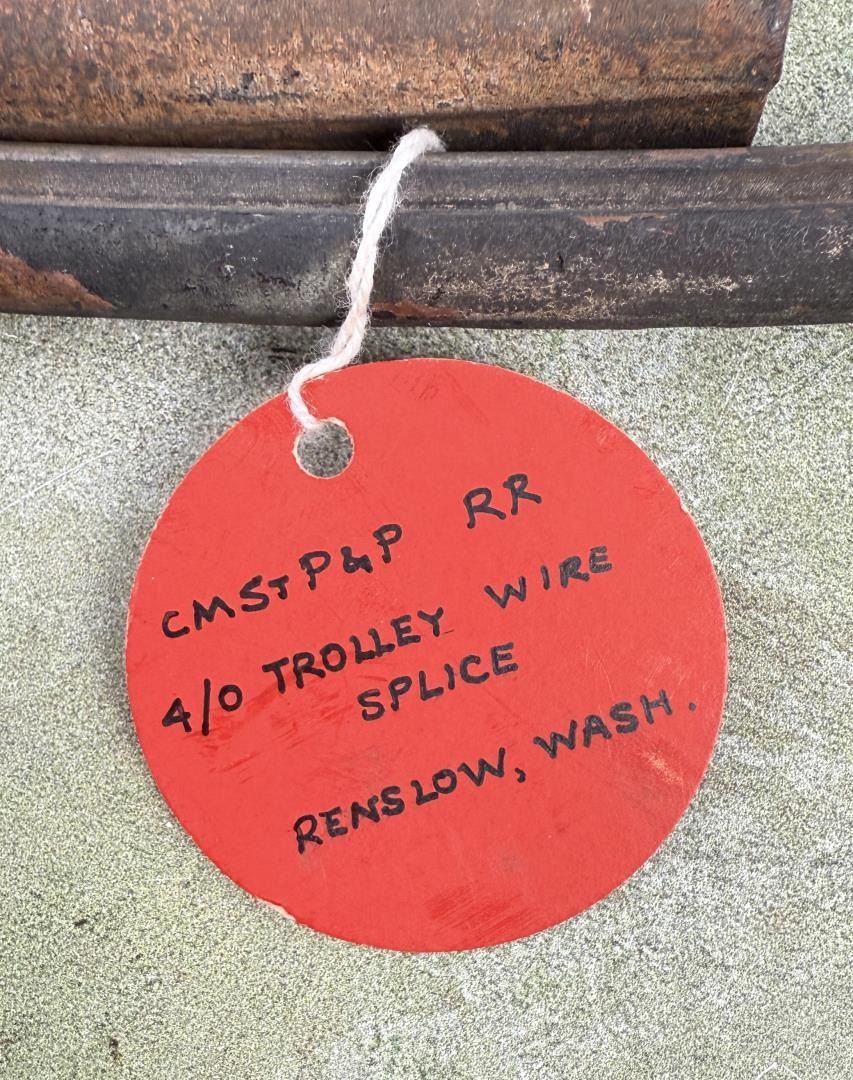 CMSTP&P RR
4/0 TROLLEY WIRE
SPLICE
RENSLOW, WASH.